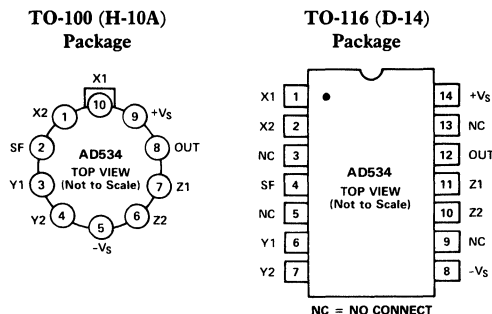 TO-100 (H-10A)
Package
X1
10
X2
1
9
+VS
SF
2
8
OUT
AD534
TOP VIEW
(Not to Scale)
Y1
3
7
Z1
Y2
4
6
Z2
5
-VS
TO-116 (D-14)
Package
X1 1
14 +VS
X2 2
13 NC
NC 3
12 OUT
AD534
TOP VIEW
(Not to Scale)
SF 4
11 Z1
NC 5
10 Z2
Y1 6
9 NC
Y2 7
8 -VS
NC = NO CONNECT